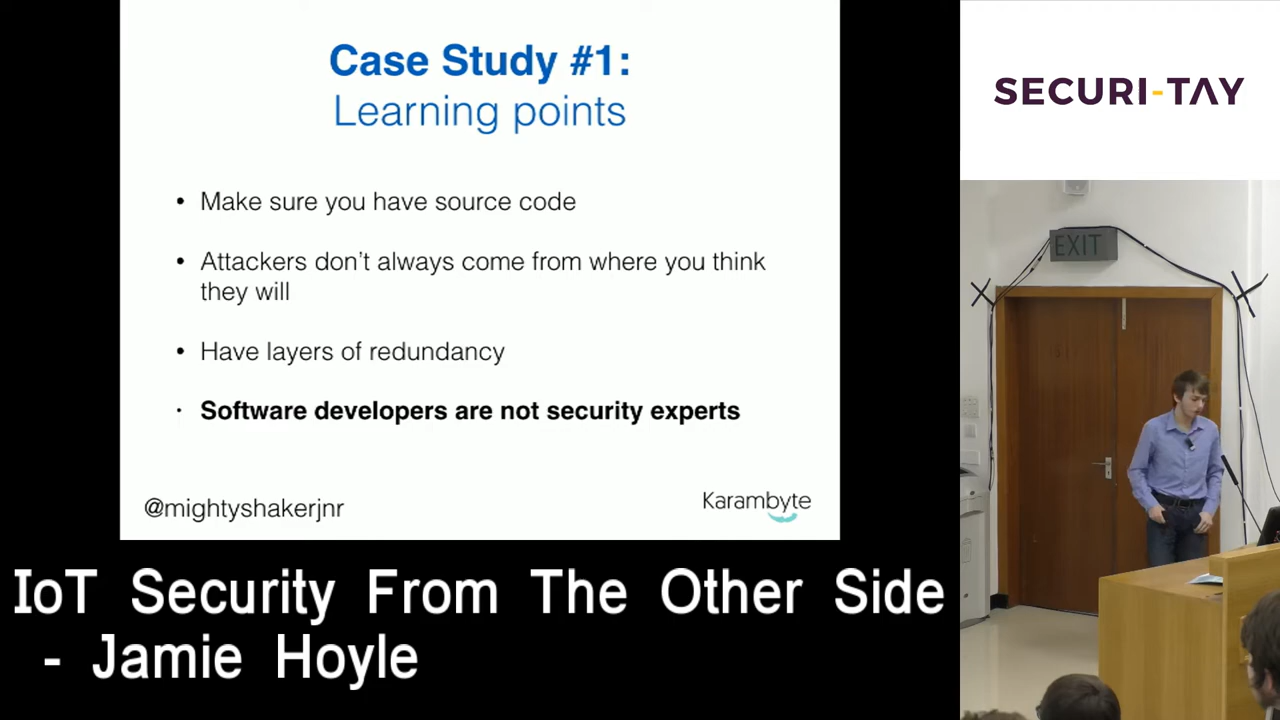 Case Study #1:
Learning points
• Make sure you have source code
• Attackers don't always come from where you think
they will
• Have layers of redundancy
• Software developers are not security experts
@mightyshakerjnr
Karambyte
IoT Security From The Other Side
- Jamie Hoyle
SECURI-TAY
EXIT